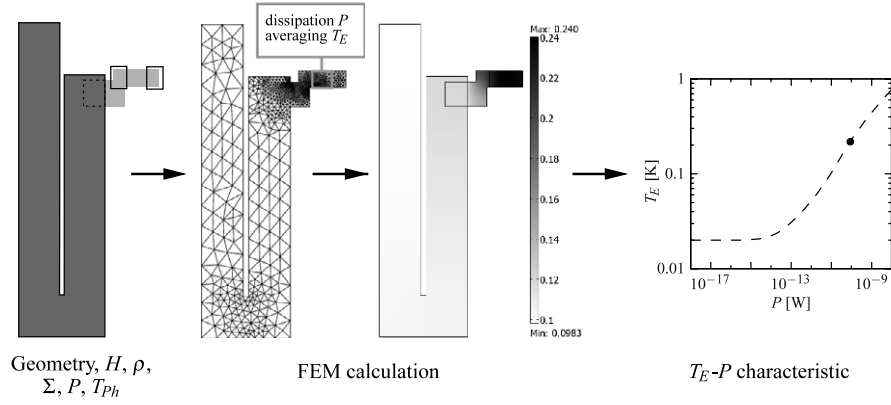 dissipation P
averaging T_E
Max: 0.240
0.24
0.22
0.2
0.18
0.16
0.14
0.12
0.1
Min: 0.0983
1
0.1
0.01
T_E [K]
10^-17
10^-13
10^-9
P [W]
Geometry, H, ρ,
Σ, P, T_Ph
FEM calculation
T_E-P characteristic